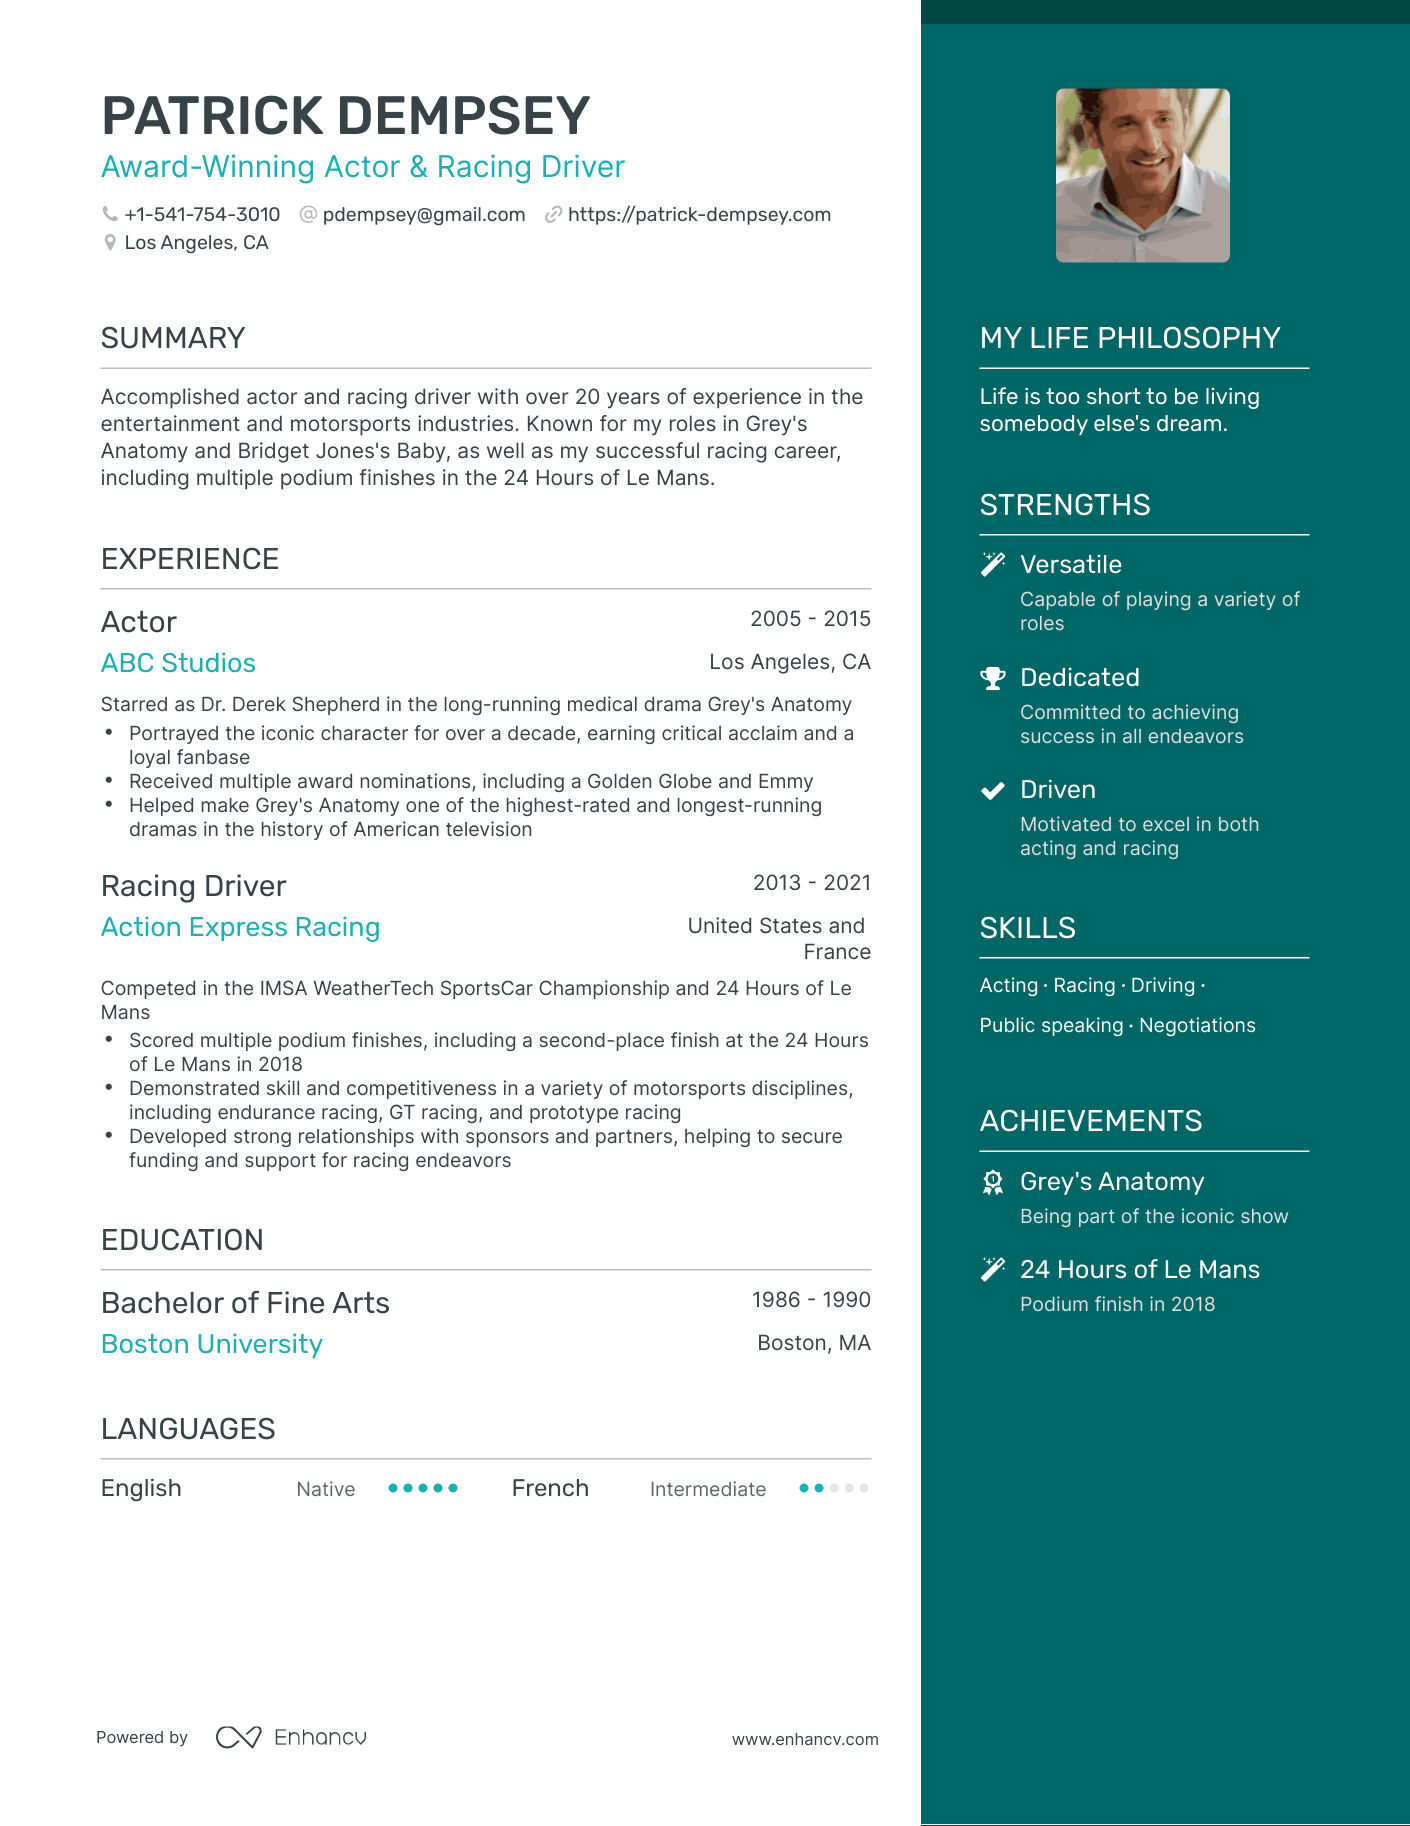 PATRICK DEMPSEY
Award-Winning Actor & Racing Driver
+1-541-754-3010 pdempsey@gmail.com https://patrick-dempsey.com
Los Angeles, CA
SUMMARY
Accomplished actor and racing driver with over 20 years of experience in the
entertainment and motorsports industries. Known for my roles in Grey's
Anatomy and Bridget Jones's Baby, as well as my successful racing career,
including multiple podium finishes in the 24 Hours of Le Mans.
EXPERIENCE
Actor 2005 - 2015
ABC Studios Los Angeles, CA
Starred as Dr. Derek Shepherd in the long-running medical drama Grey's Anatomy
• Portrayed the iconic character for over a decade, earning critical acclaim and a
loyal fanbase
• Received multiple award nominations, including a Golden Globe and Emmy
• Helped make Grey's Anatomy one of the highest-rated and longest-running
dramas in the history of American television
Racing Driver 2013 - 2021
Action Express Racing United States and
France
Competed in the IMSA WeatherTech SportsCar Championship and 24 Hours of Le
Mans
• Scored multiple podium finishes, including a second-place finish at the 24 Hours
of Le Mans in 2018
• Demonstrated skill and competitiveness in a variety of motorsports disciplines,
including endurance racing, GT racing, and prototype racing
• Developed strong relationships with sponsors and partners, helping to secure
funding and support for racing endeavors
EDUCATION
Bachelor of Fine Arts 1986 - 1990
Boston University Boston, MA
LANGUAGES
English Native French Intermediate
MY LIFE PHILOSOPHY
Life is too short to be living
somebody else's dream.
STRENGTHS
Versatile
Capable of playing a variety of
roles
Dedicated
Committed to achieving
success in all endeavors
Driven
Motivated to excel in both
acting and racing
SKILLS
Acting · Racing · Driving ·
Public speaking · Negotiations
ACHIEVEMENTS
Grey's Anatomy
Being part of the iconic show
24 Hours of Le Mans
Podium finish in 2018
Powered by Enhancv www.enhancv.com